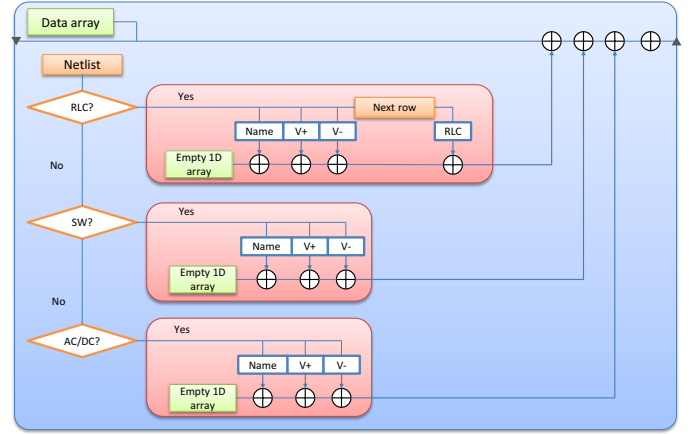 Data array
Netlist
RLC?
Yes
Next row
Name
V+
V-
RLC
Empty 1D
array
No
SW?
Yes
Name
V+
V-
Empty 1D
array
No
AC/DC?
Yes
Name
V+
V-
Empty 1D
array